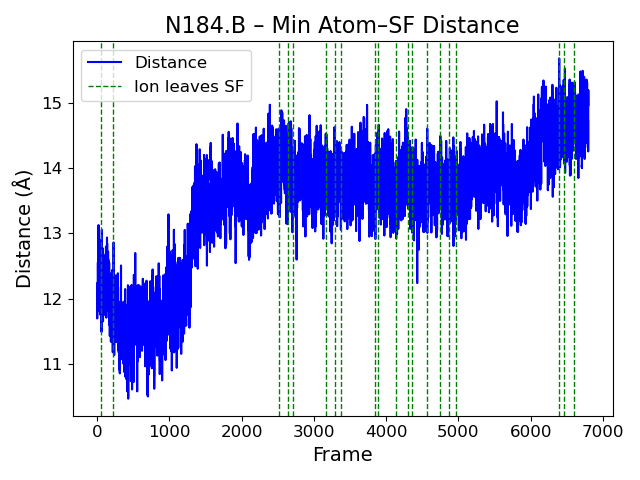 N184.B – Min Atom–SF Distance
Distance
Ion leaves SF
Distance (Å)
15
14
13
12
11
0 1000 2000 3000 4000 5000 6000 7000
Frame